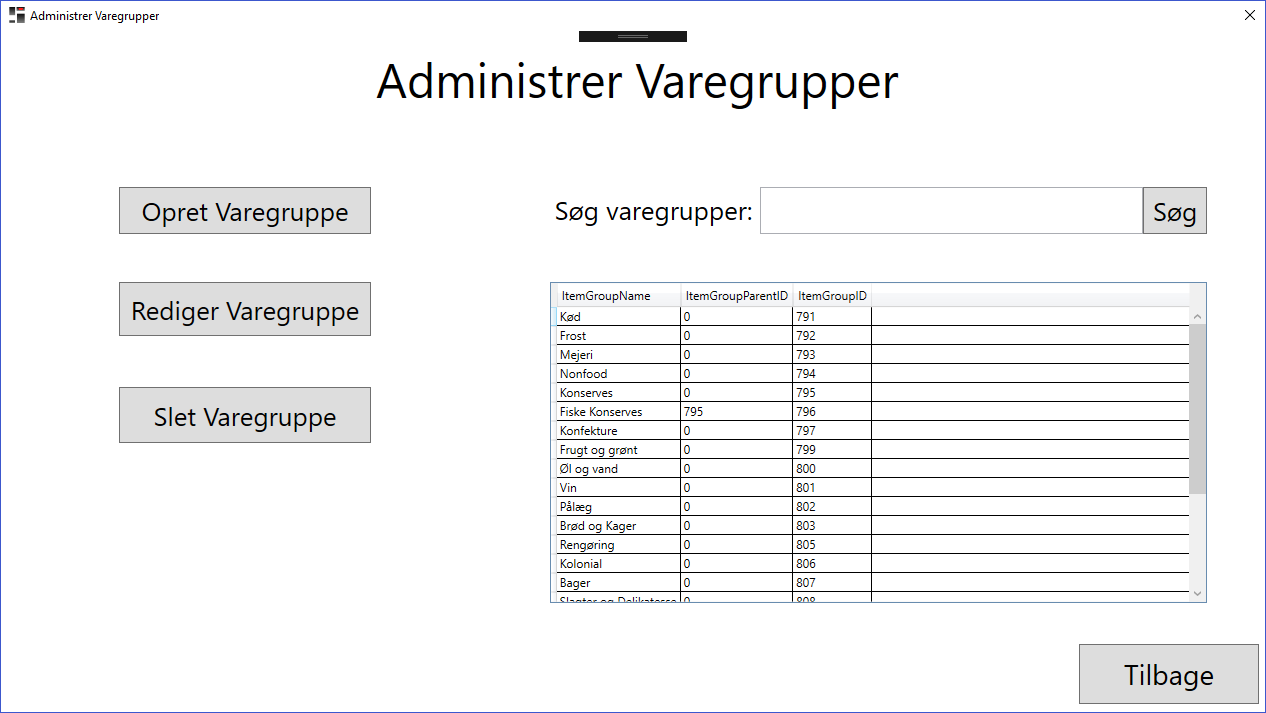 Administrer Varegrupper
Administrer Varegrupper
Opret Varegruppe
Søg varegrupper:
Søg
Rediger Varegruppe
Slet Varegruppe
ItemGroupName ItemGroupParentID ItemGroupID
Kød 0 791
Frost 0 792
Mejeri 0 793
Nonfood 0 794
Konserves 0 795
Fiske Konserves 795 796
Konfekture 0 797
Frugt og grønt 0 799
Øl og vand 0 800
Vin 0 801
Pålæg 0 802
Brød og Kager 0 803
Rengøring 0 805
Kolonial 0 806
Bager 0 807
Slagter og Delikatesse 0 808
Tilbage